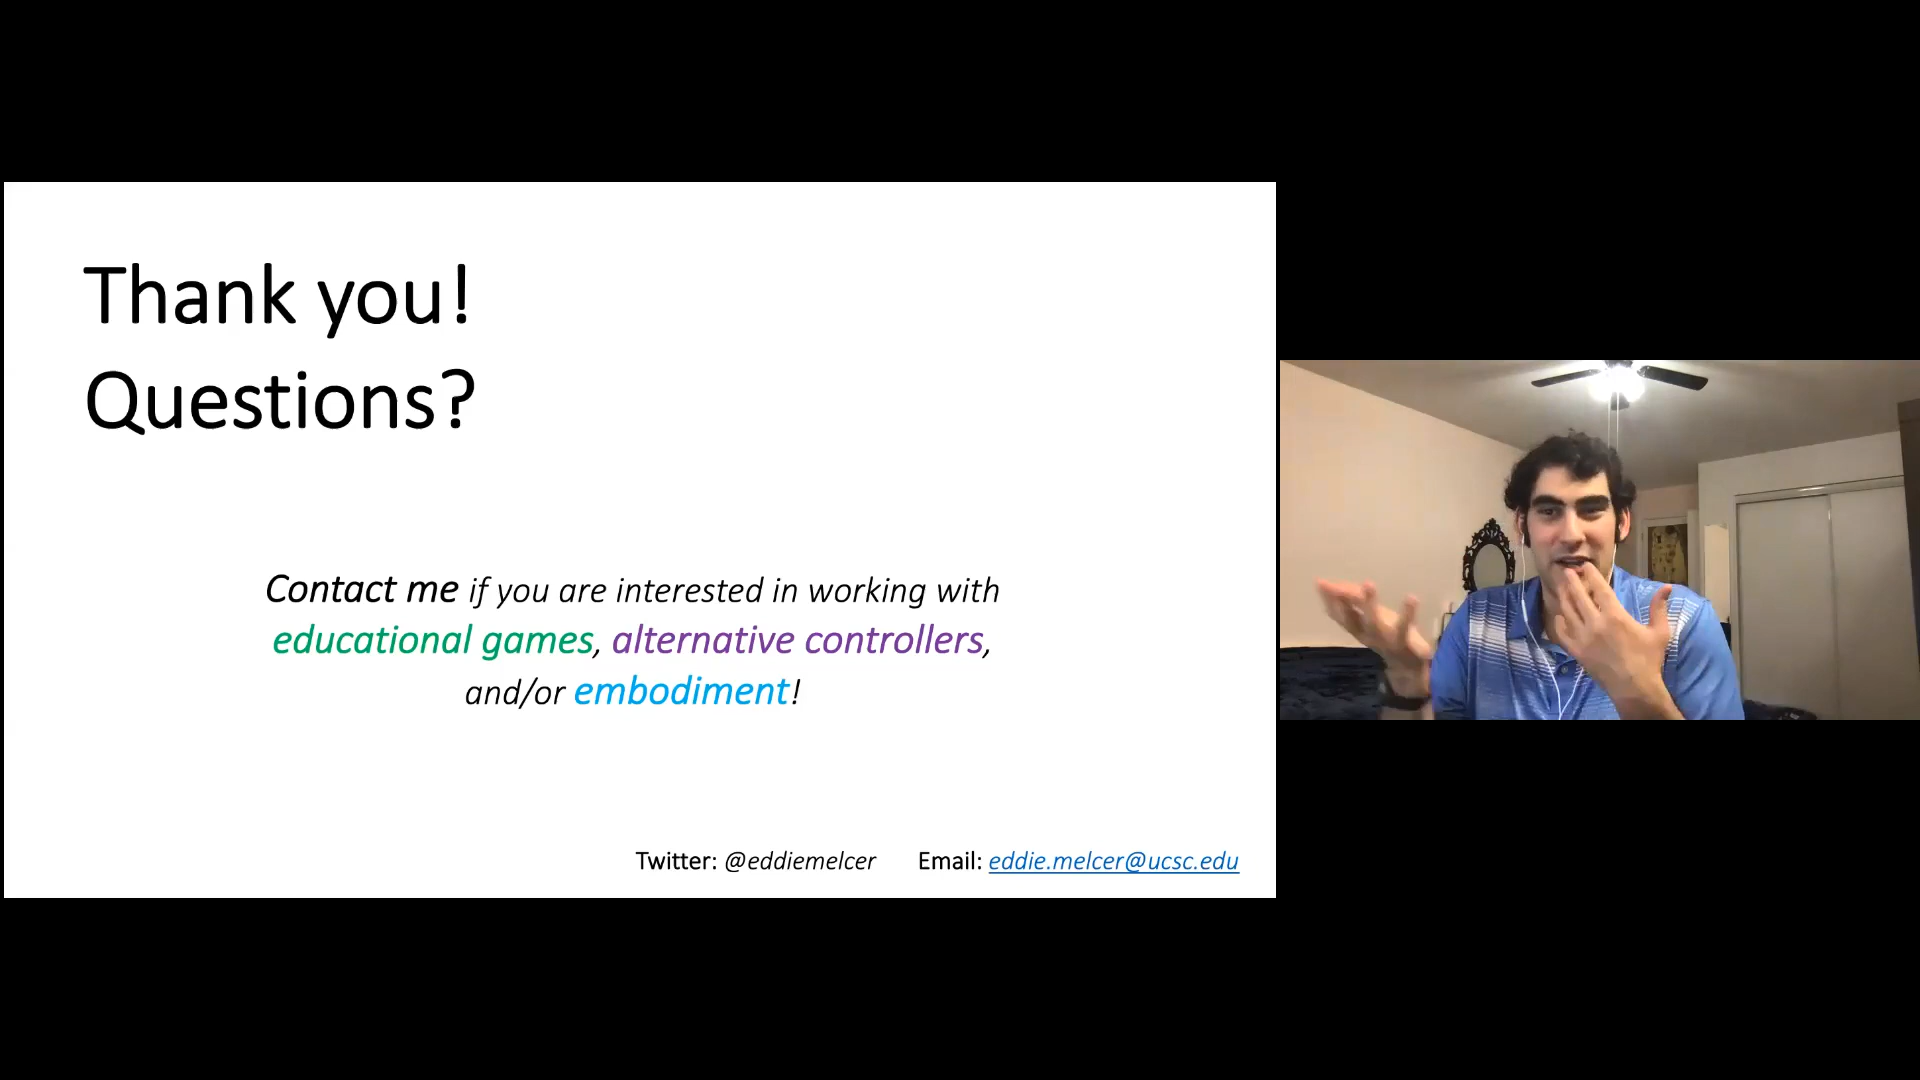 Thank you!
Questions?
Contact me if you are interested in working with
educational games, alternative controllers,
and/or embodiment!
Twitter: @eddiemelcer Email: eddie.melcer@ucsc.edu